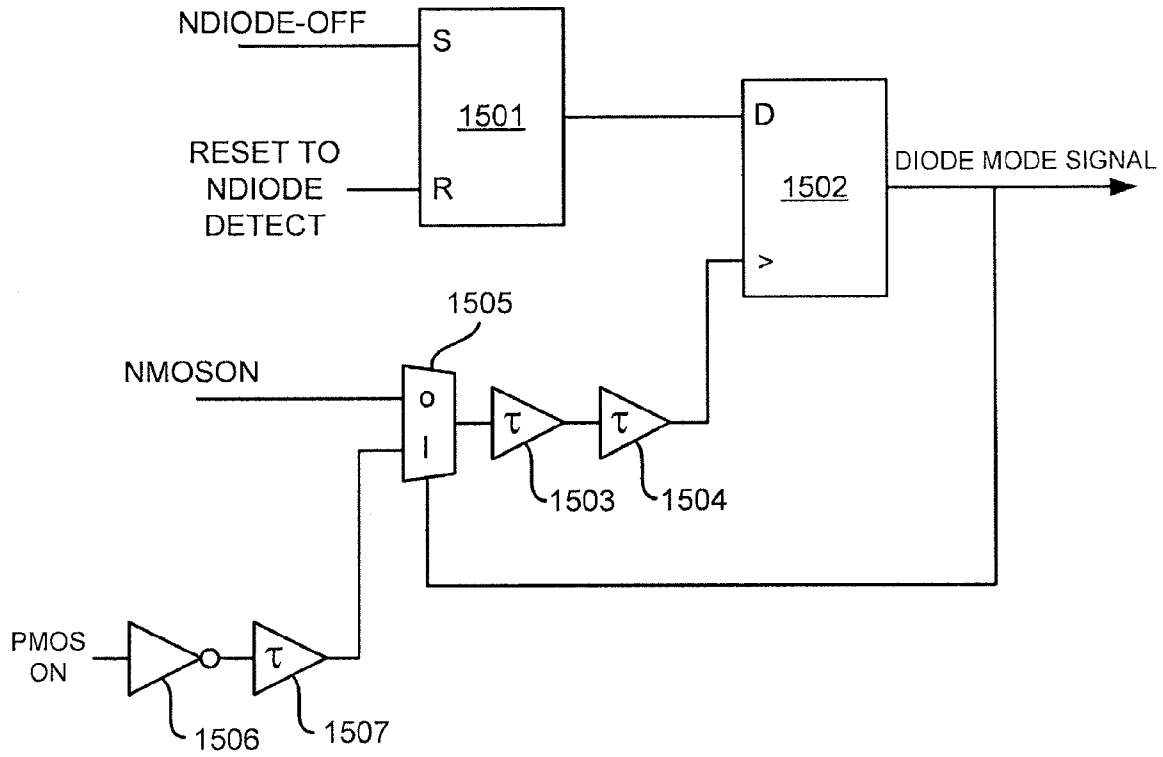 NDIODE-OFF
S
1501
RESET TO
NDIODE
DETECT
R
D
1502
>
DIODE MODE SIGNAL
1505
NMOSON
o
I
τ
τ
1503
1504
PMOS
ON
τ
1506
1507